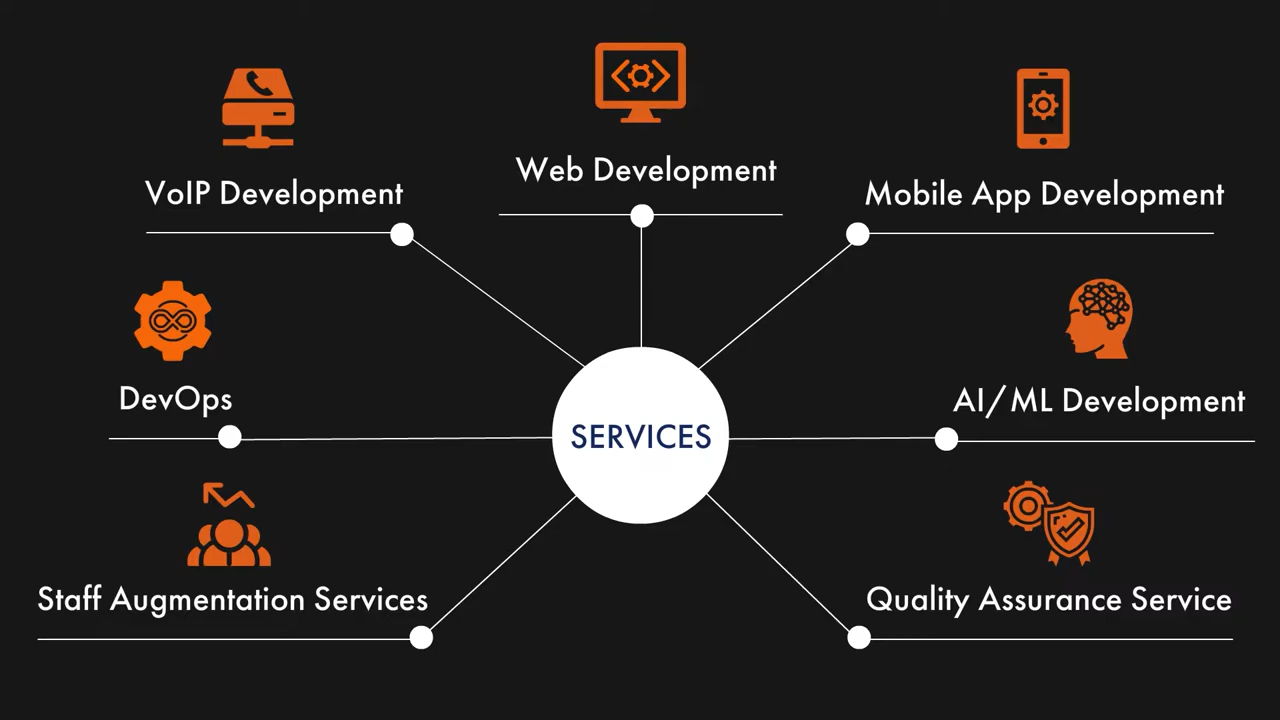 Web Development
VoIP Development
Mobile App Development
DevOps
AI/ML Development
SERVICES
Staff Augmentation Services
Quality Assurance Service